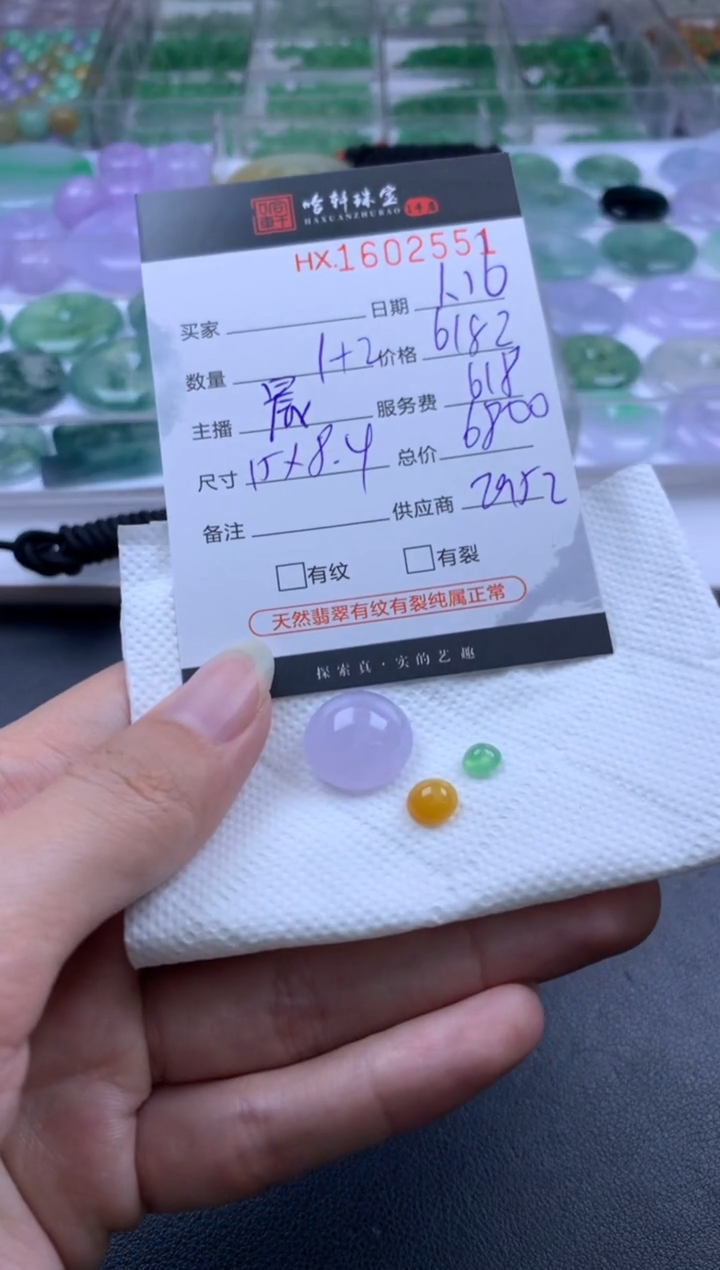 哈轩珠宝
HAXUANZHUBAO
HX.1602551
买家 日期 1.16
数量 1+2 价格 6182
主播 服务费 618
尺寸 15×8.4 总价 6800
备注 供应商 2952
有纹 有裂
天然翡翠有纹有裂纯属正常
探索真·实的艺趣